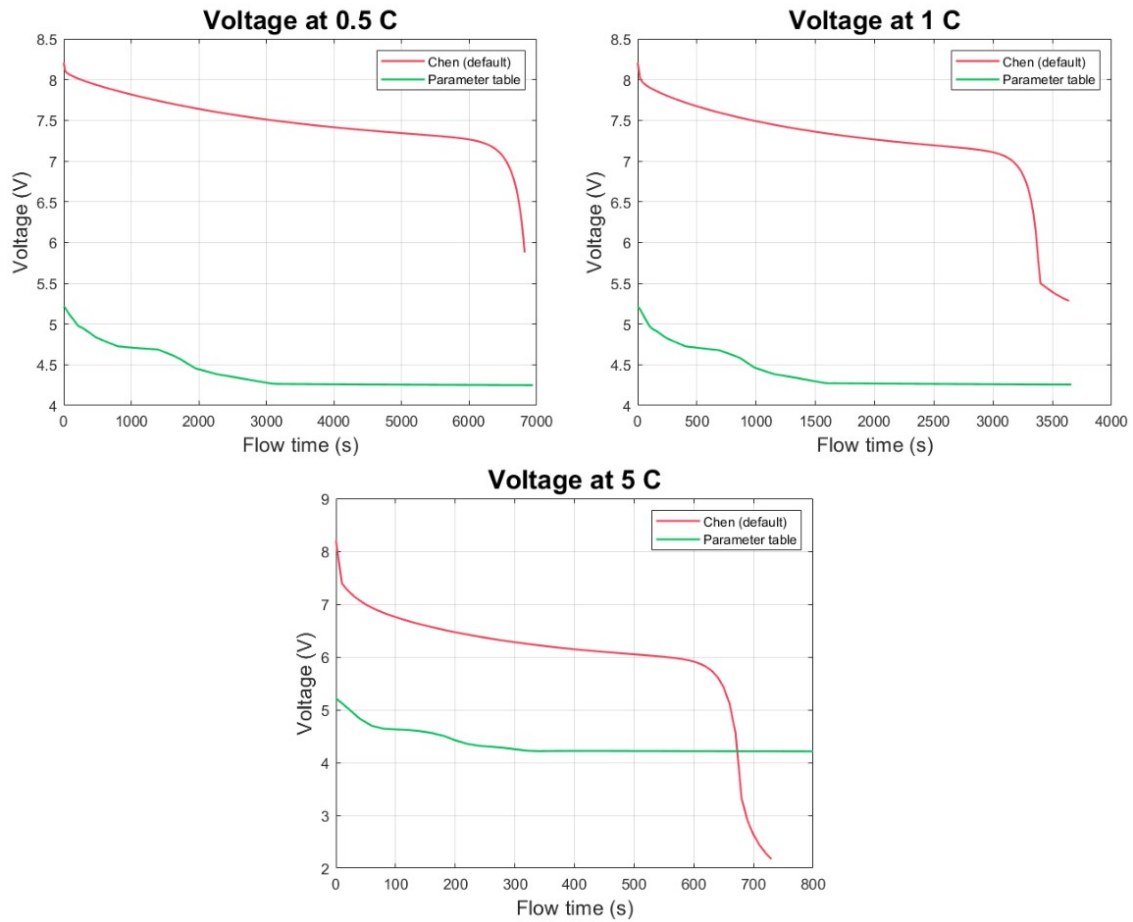 Voltage at 0.5 C
8.5
8
7.5
7
6.5
6
5.5
5
4.5
4
Voltage (V)
Chen (default)
Parameter table
0 1000 2000 3000 4000 5000 6000 7000
Flow time (s)
Voltage at 1 C
8.5
8
7.5
7
6.5
6
5.5
5
4.5
4
Voltage (V)
Chen (default)
Parameter table
0 500 1000 1500 2000 2500 3000 3500 4000
Flow time (s)
Voltage at 5 C
9
8
7
6
5
4
3
2
Voltage (V)
Chen (default)
Parameter table
0 100 200 300 400 500 600 700 800
Flow time (s)